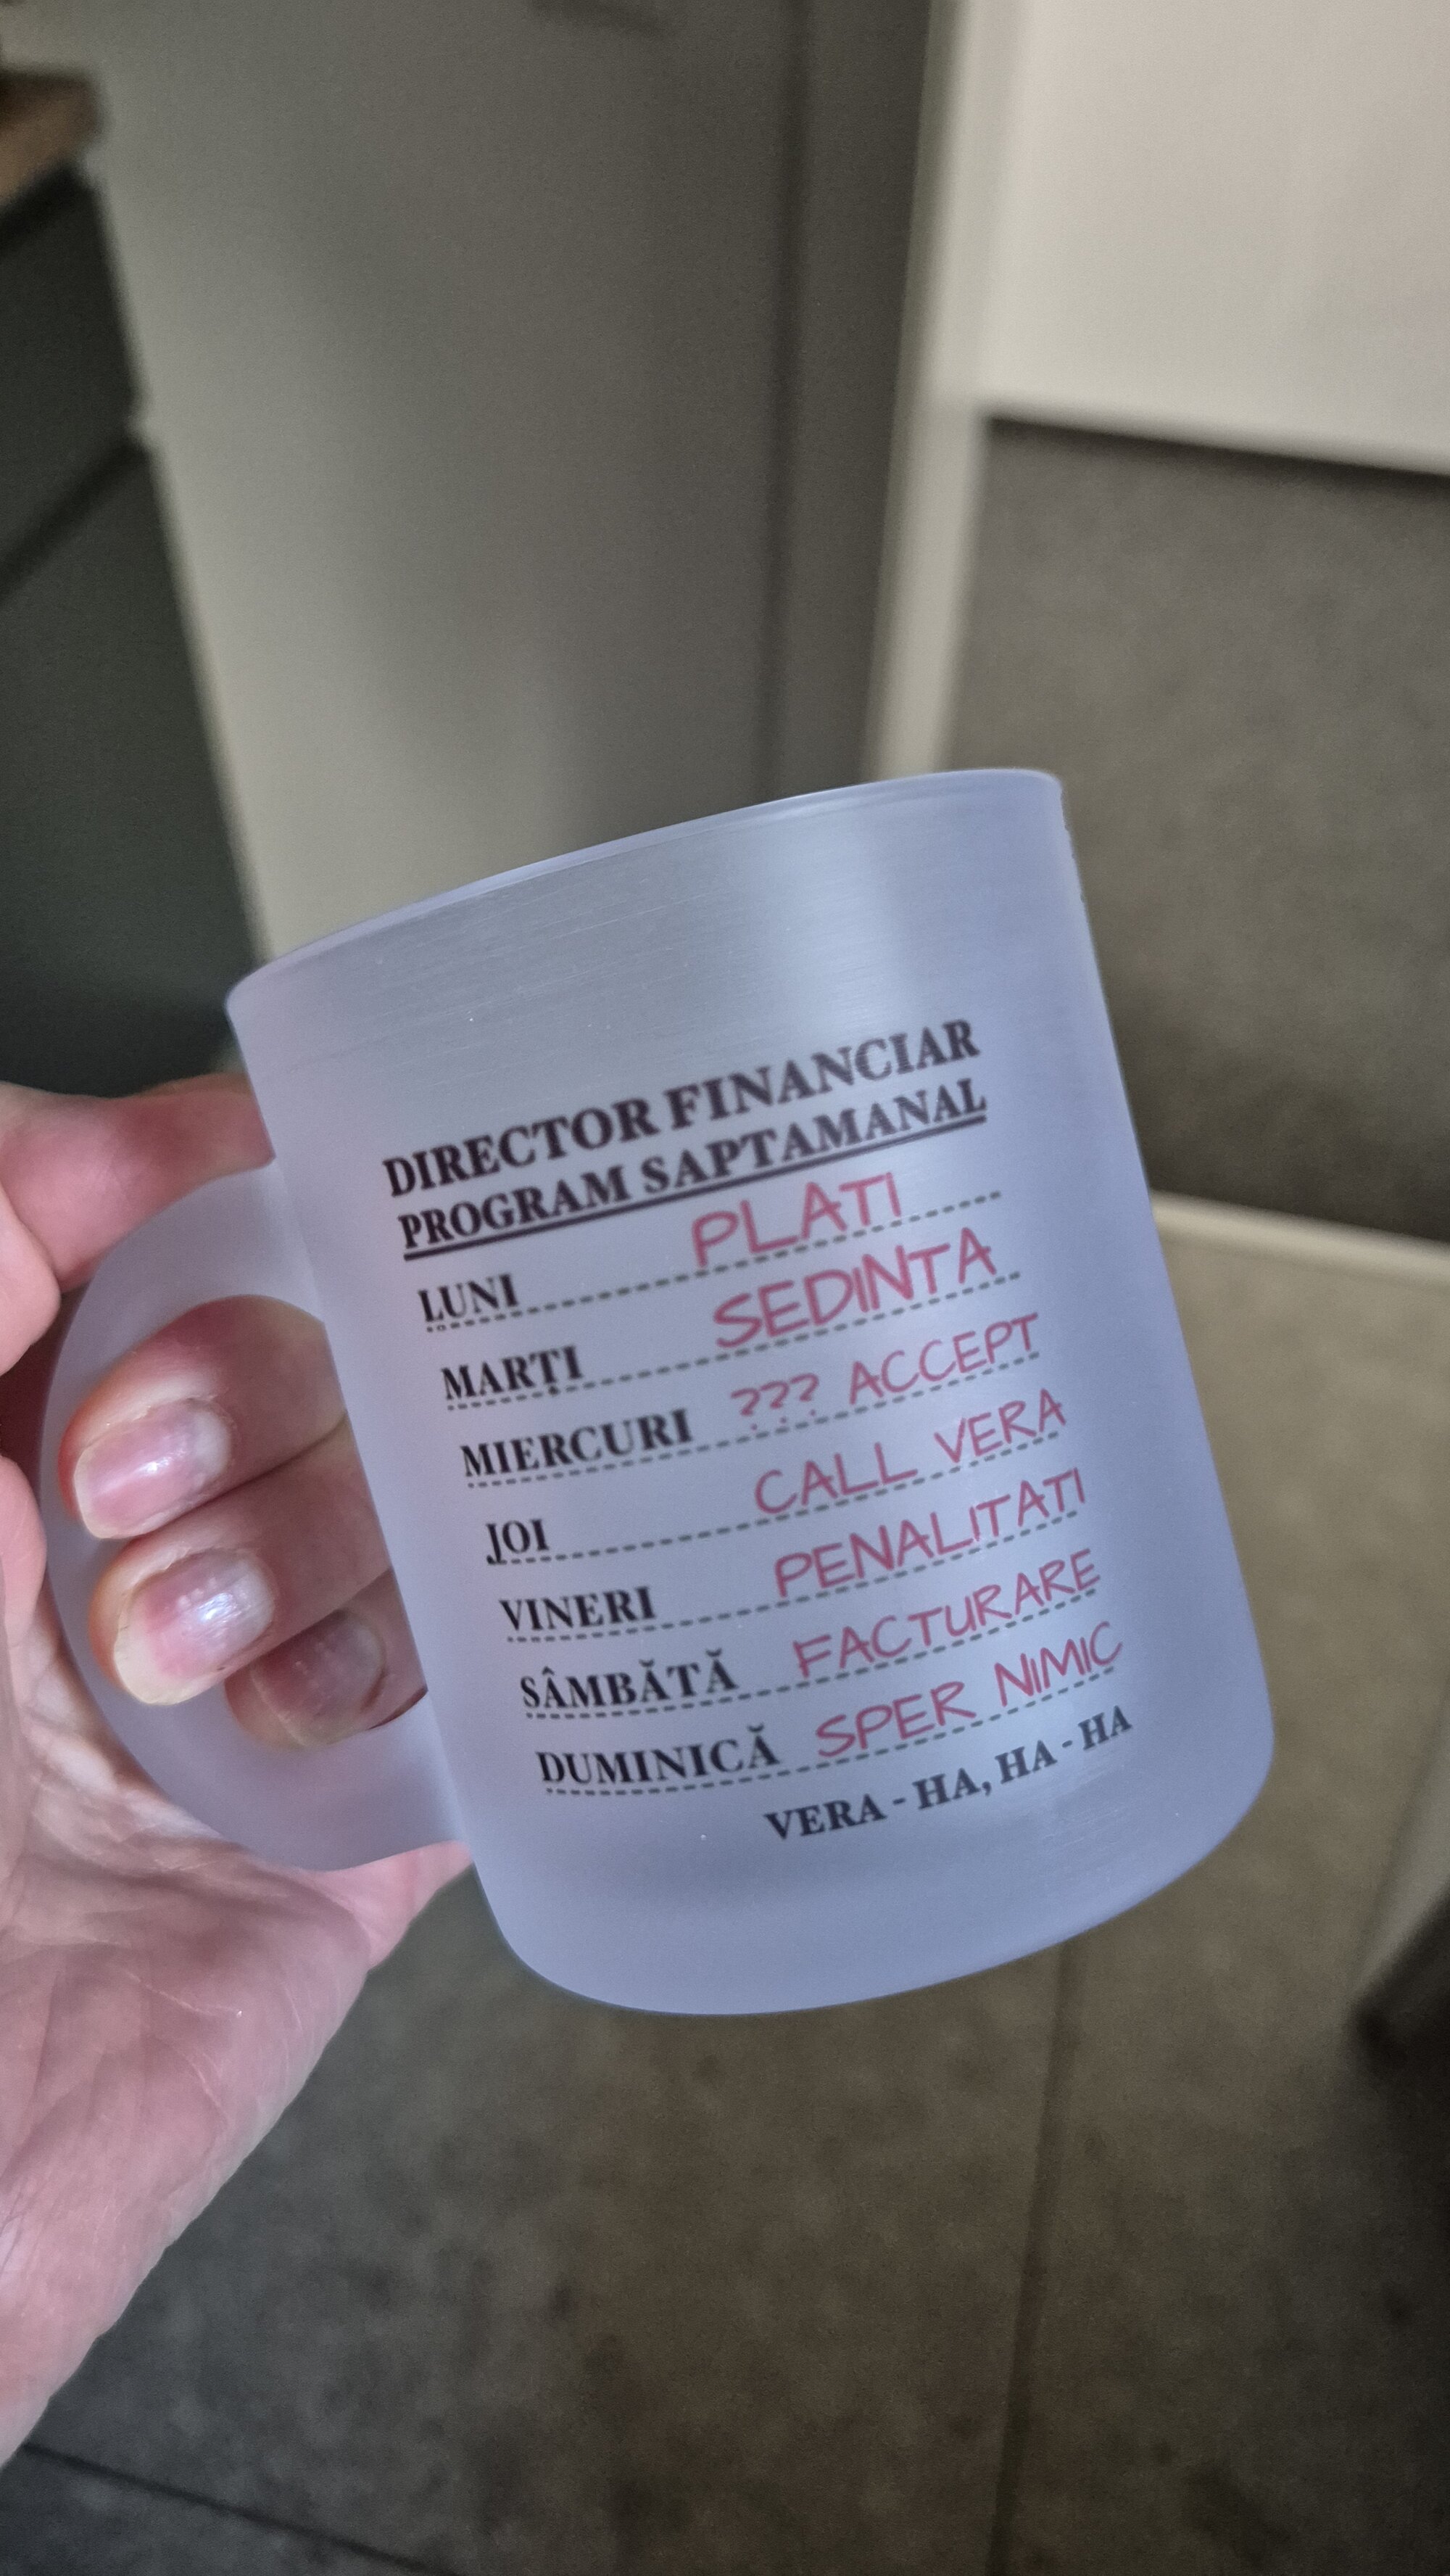 DIRECTOR FINANCIAR
PROGRAM SAPTAMANAL
LUNI PLATI
MARȚI SEDINTA
MIERCURI ??? ACCEPT
JOI CALL VERA
VINERI PENALITATI
SÂMBĂTĂ FACTURARE
DUMINICĂ SPER NIMIC
VERA - HA, HA - HA